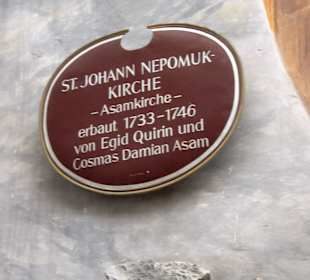 ST. JOHANN NEPOMUK-
KIRCHE
– Asamkirche –
erbaut 1733–1746
von Egid Quirin und
Cosmas Damian Asam